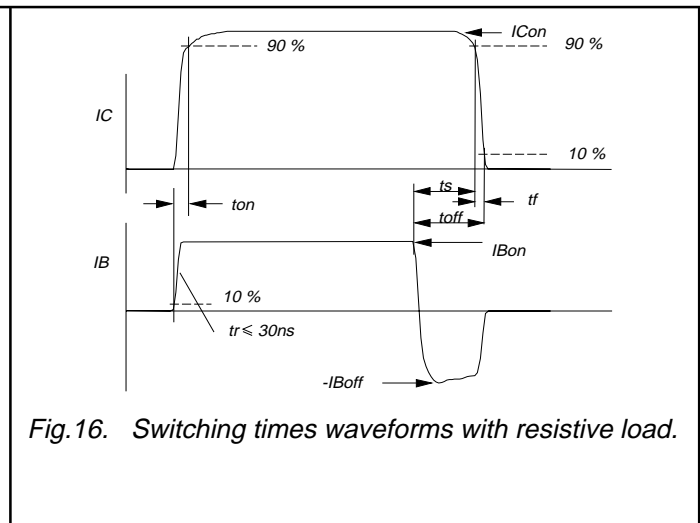 ICon
90 %
90 %
IC
10 %
ts
ton
tf
toff
IBon
IB
10 %
tr ≤ 30ns
-IBoff
Fig.16. Switching times waveforms with resistive load.